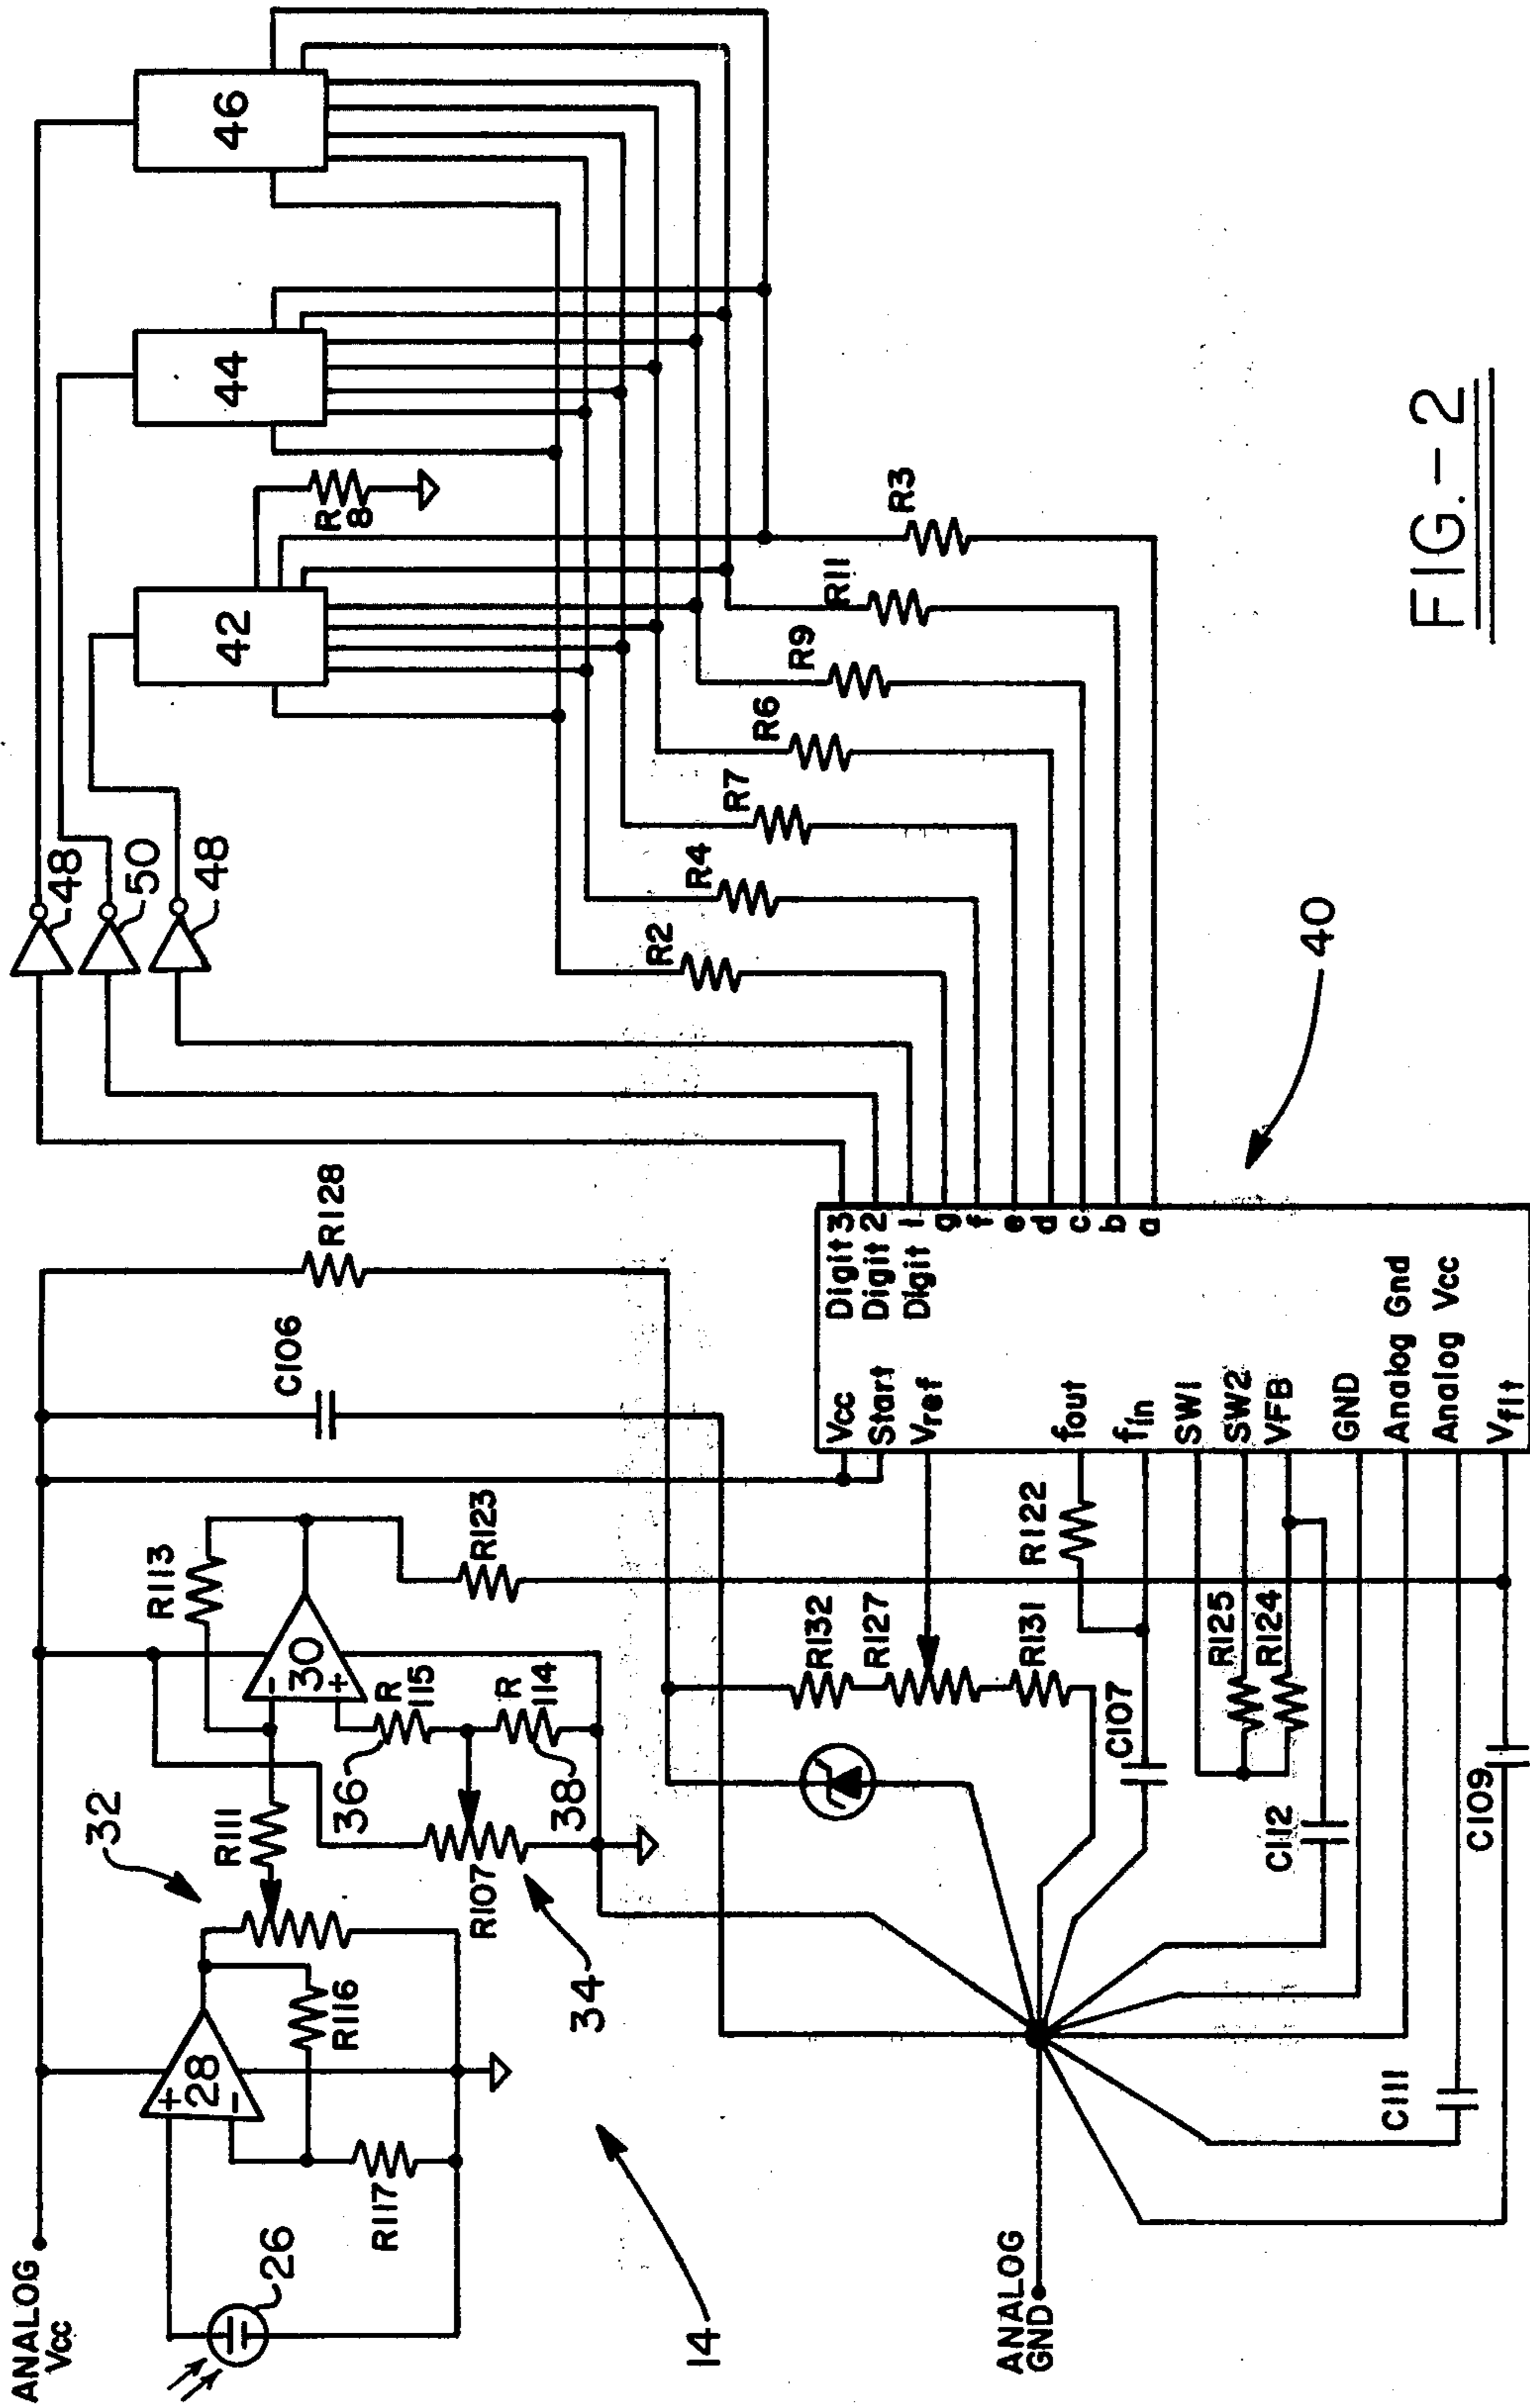 ANALOG
Vcc
26
28
+
-
R117
R116
32
R111
R113
30
-
+
36
R
115
R
114
38
R107
34
14
R123
C106
R128
48
50
48
42
44
46
R
8
R2
R4
R7
R6
R9
R11
R3
ANALOG
GND
R132
R127
R131
R122
C107
R125
R124
C112
C111
C109
Vcc
Start
Vref
fout
fin
SW1
SW2
VFB
GND
Analog Gnd
Analog Vcc
Vflt
Digit 3
Digit 2
Digit 1
g
f
e
d
c
b
a
40
FIG.-2